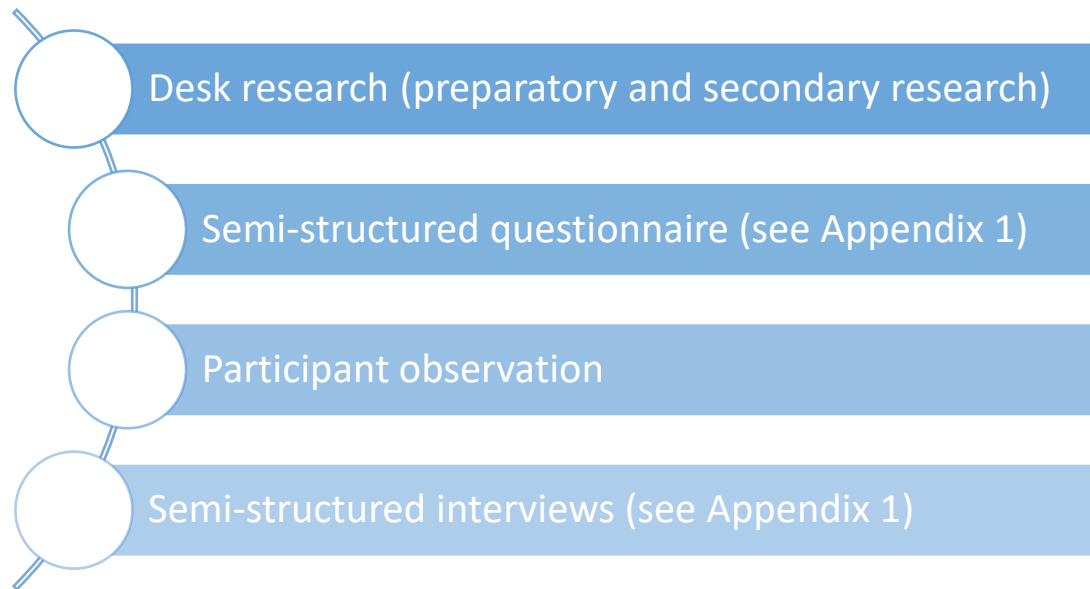 Desk research (preparatory and secondary research)
Semi-structured questionnaire (see Appendix 1)
Participant observation
Semi-structured interviews (see Appendix 1)